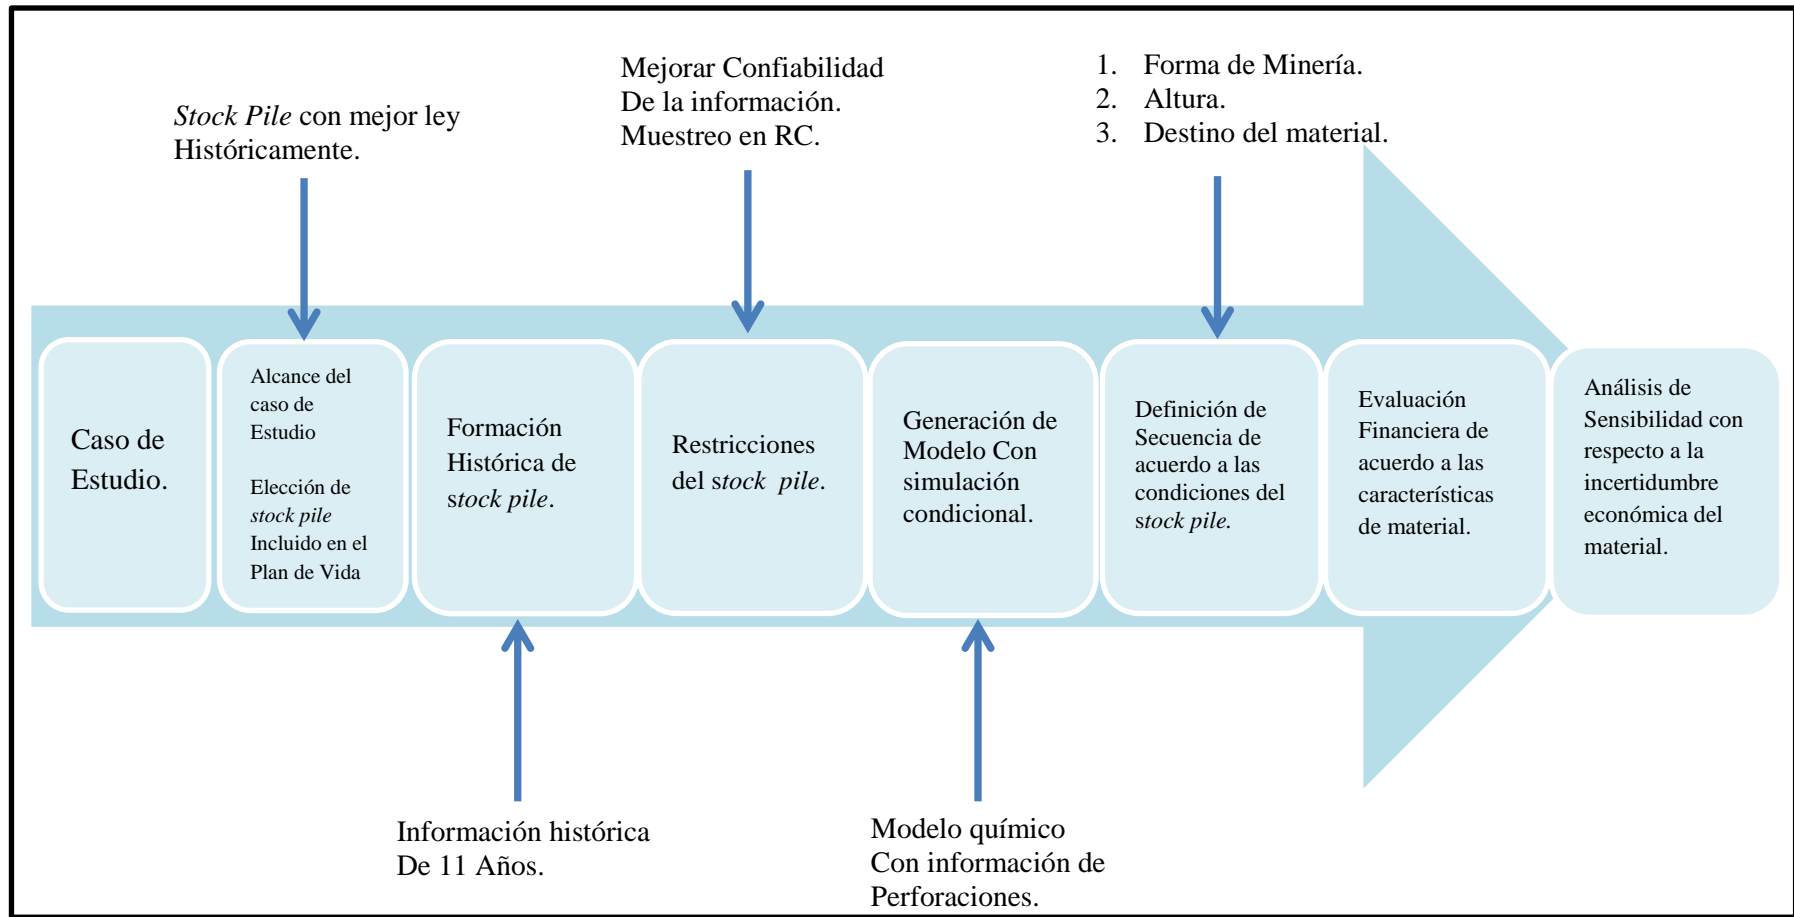 Stock Pile con mejor ley
Históricamente.
Mejorar Confiabilidad
De la información.
Muestreo en RC.
1. Forma de Minería.
2. Altura.
3. Destino del material.
Caso de
Estudio.
Alcance del
caso de
Estudio
Elección de
stock pile
Incluido en el
Plan de Vida
Formación
Histórica de
stock pile.
Restricciones
del stock pile.
Generación de
Modelo Con
simulación
condicional.
Definición de
Secuencia de
acuerdo a las
condiciones del
stock pile.
Evaluación
Financiera de
acuerdo a las
características
de material.
Análisis de
Sensibilidad con
respecto a la
incertidumbre
económica del
material.
Información histórica
De 11 Años.
Modelo químico
Con información de
Perforaciones.